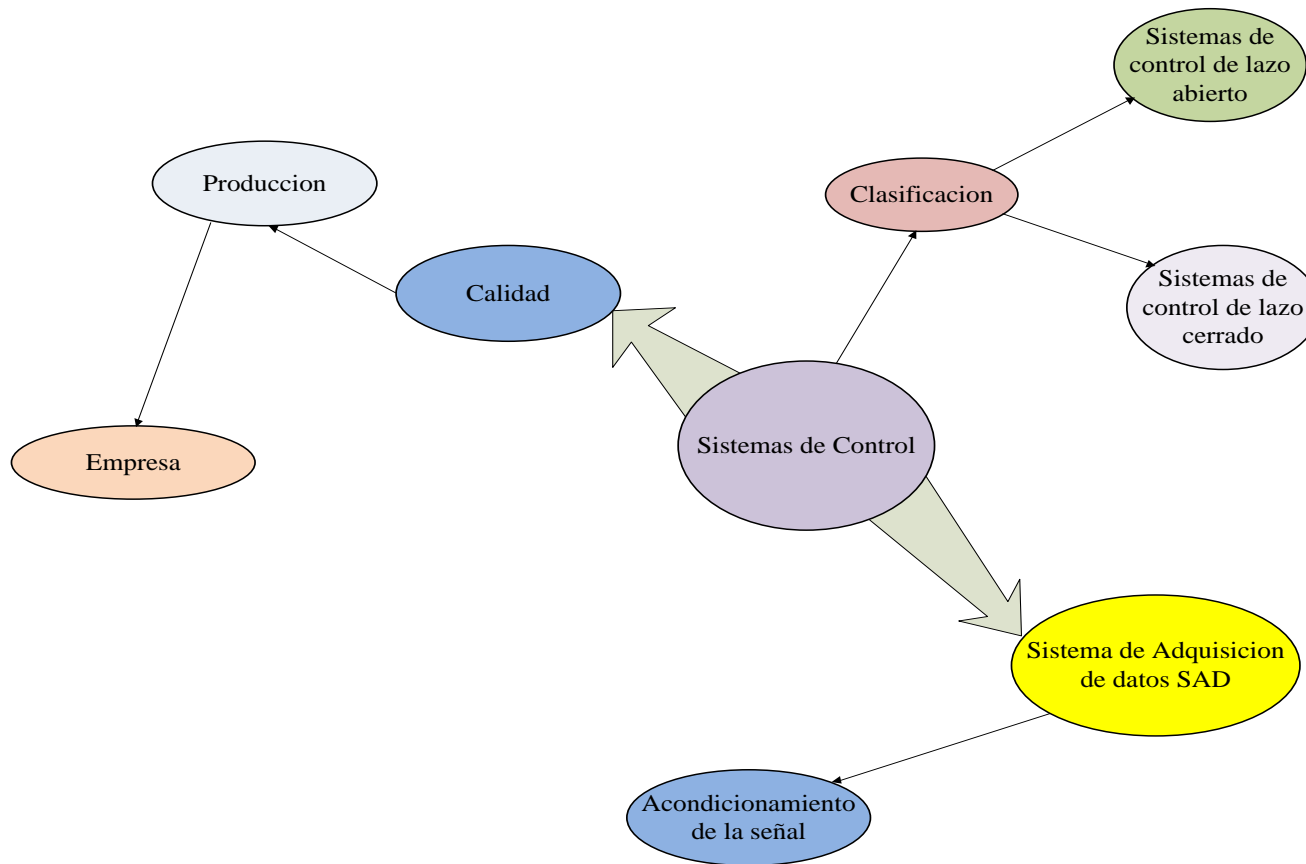 Sistemas de
control de lazo
abierto
Produccion
Clasificacion
Calidad
Sistemas de
control de lazo
cerrado
Sistemas de Control
Empresa
Sistema de Adquisicion
de datos SAD
Acondicionamiento
de la señal